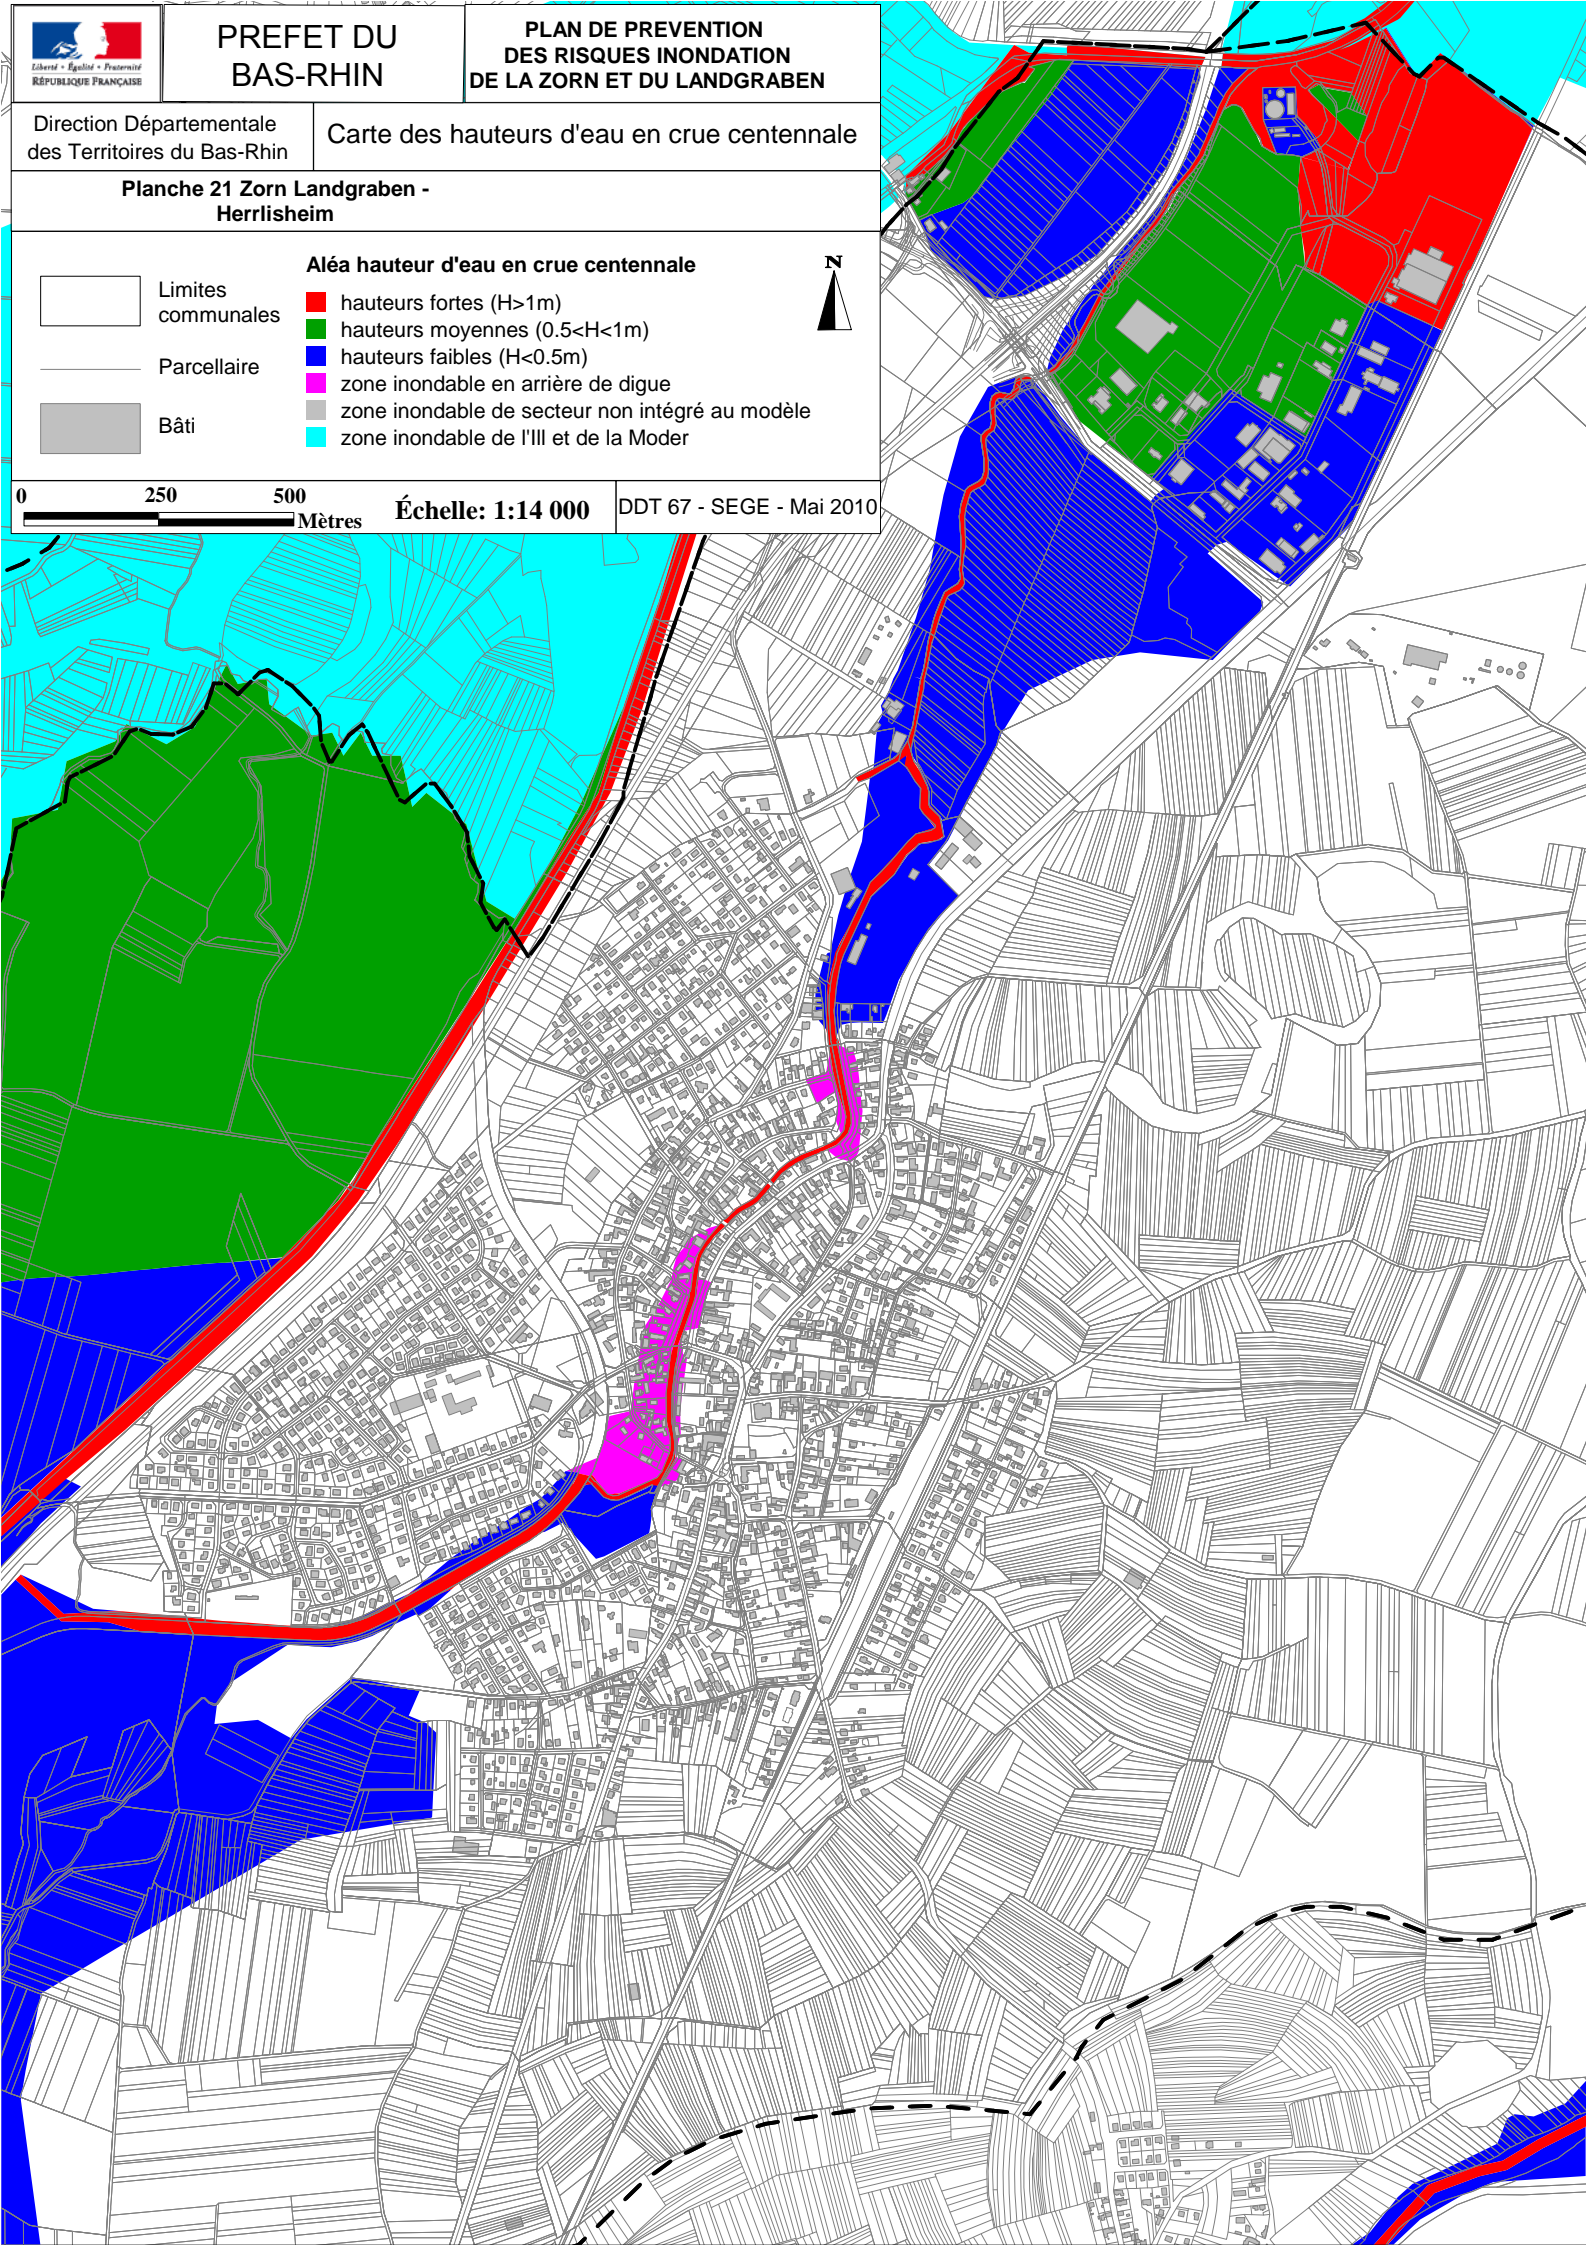 Liberté • Égalité • Fraternité
RÉPUBLIQUE FRANÇAISE
PREFET DU
BAS-RHIN
PLAN DE PREVENTION
DES RISQUES INONDATION
DE LA ZORN ET DU LANDGRABEN
Direction Départementale
des Territoires du Bas-Rhin
Carte des hauteurs d'eau en crue centennale
Planche 21 Zorn Landgraben -
Herrlisheim
Limites
communales
Parcellaire
Bâti
Aléa hauteur d'eau en crue centennale
hauteurs fortes (H>1m)
hauteurs moyennes (0.5<H<1m)
hauteurs faibles (H<0.5m)
zone inondable en arrière de digue
zone inondable de secteur non intégré au modèle
zone inondable de l'Ill et de la Moder
N
0 250 500
Mètres
Échelle: 1:14 000
DDT 67 - SEGE - Mai 2010